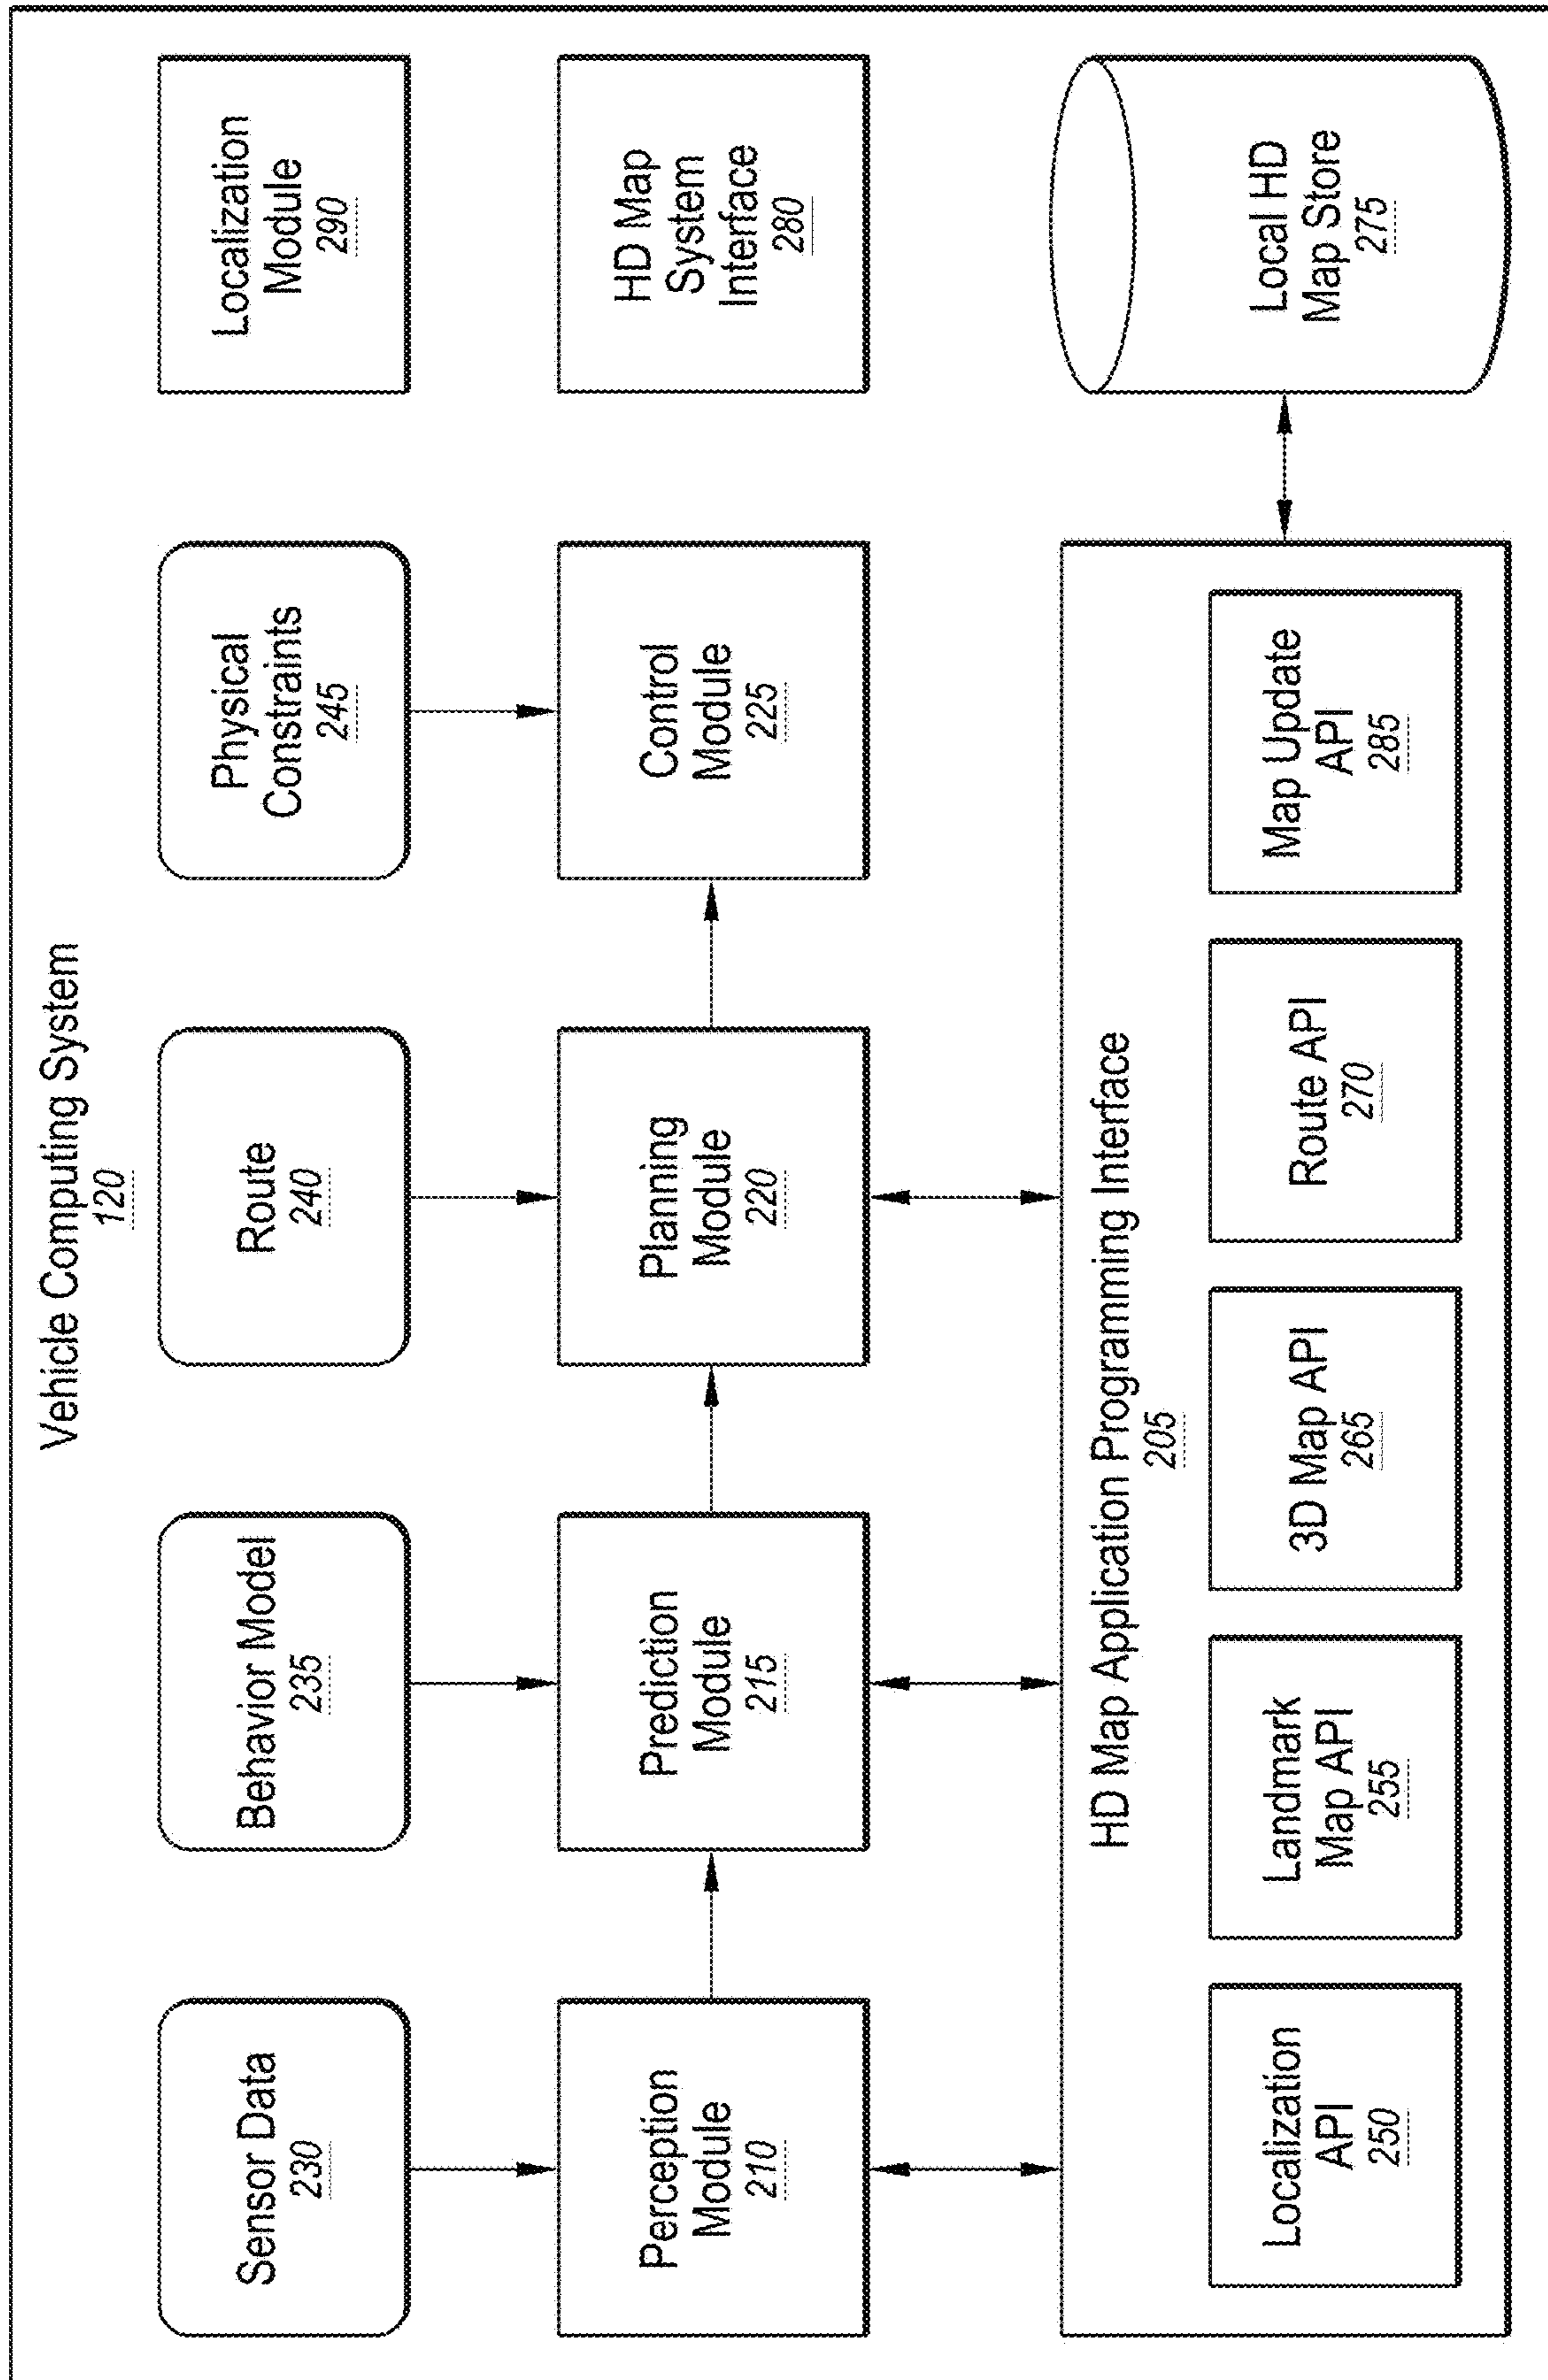 Vehicle Computing System
120
Sensor Data
230
Behavior Model
235
Route
240
Physical
Constraints
245
Localization
Module
290
Perception
Module
210
Prediction
Module
215
Planning
Module
220
Control
Module
225
HD Map
System
Interface
280
HD Map Application Programming Interface
205
Localization
API
250
Landmark
Map API
255
3D Map API
265
Route API
270
Map Update
API
285
Local HD
Map Store
275